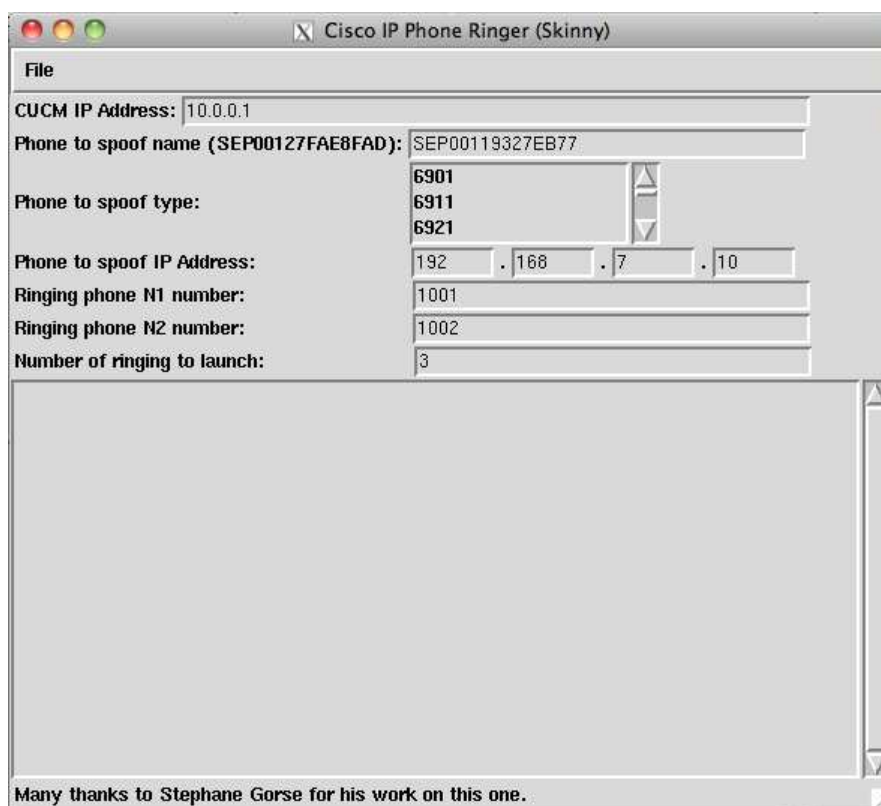 X Cisco IP Phone Ringer (Skinny)
File
CUCM IP Address: 10.0.0.1
Phone to spoof name (SEP00127FAE8FAD): SEP00119327EB77
Phone to spoof type:
6901
6911
6921
Phone to spoof IP Address: 192 . 168 . 7 . 10
Ringing phone N1 number: 1001
Ringing phone N2 number: 1002
Number of ringing to launch: 3
Many thanks to Stephane Gorse for his work on this one.